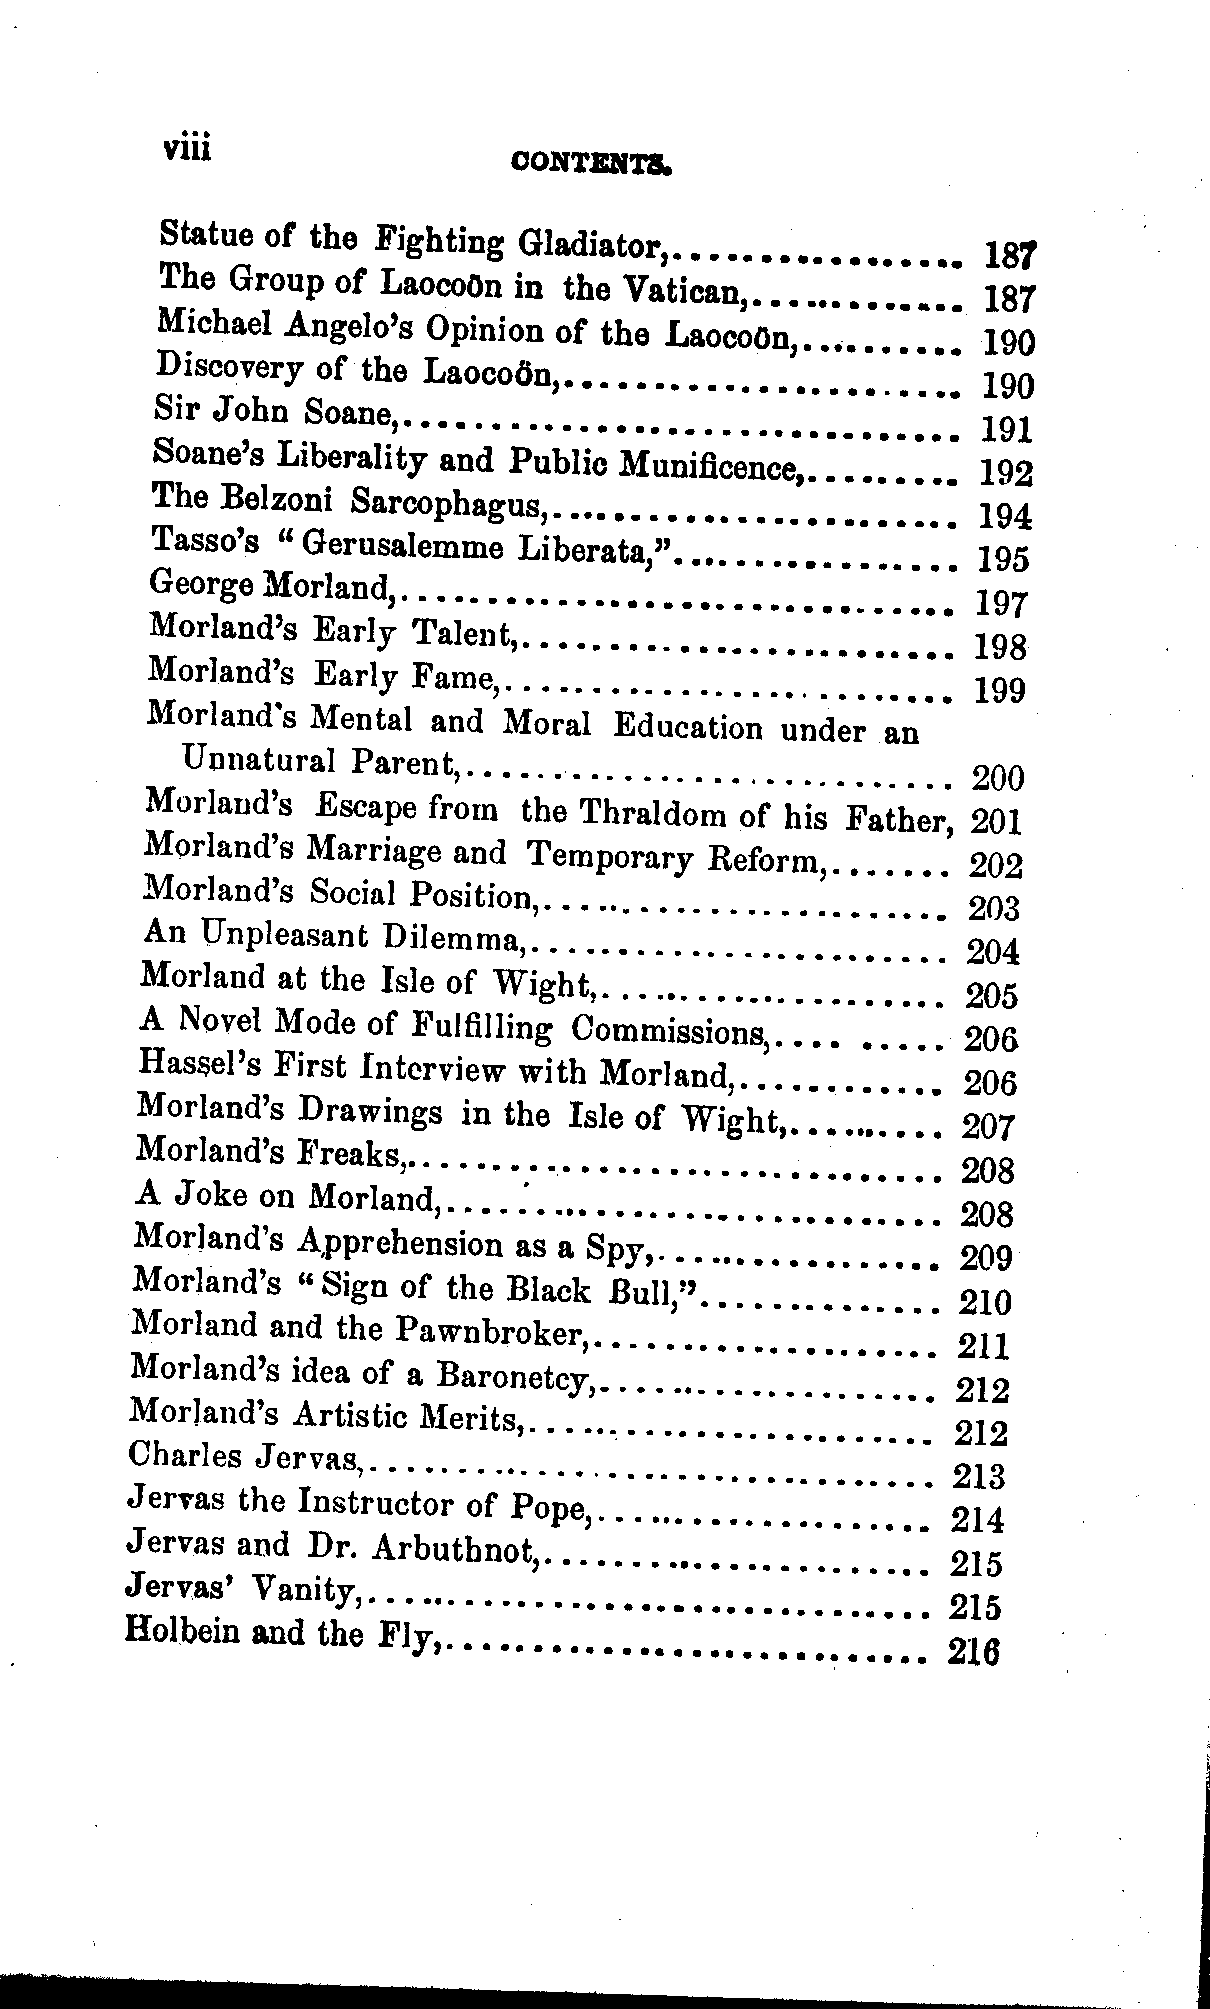 viii
CONTENTS.
Statue of the Fighting Gladiator,................. 187
The Group of Laocoön in the Vatican,............. 187
Michael Angelo's Opinion of the Laocoön,.......... 190
Discovery of the Laocoön,........................ 190
Sir John Soane,................................ 191
Soane's Liberality and Public Munificence,......... 192
The Belzoni Sarcophagus,......................... 194
Tasso's "Gerusalemme Liberata,"................. 195
George Morland,................................ 197
Morland's Early Talent,......................... 198
Morland's Early Fame,.......................... 199
Morland's Mental and Moral Education under an
Unnatural Parent,............................ 200
Morland's Escape from the Thraldom of his Father, 201
Morland's Marriage and Temporary Reform,....... 202
Morland's Social Position,........................ 203
An Unpleasant Dilemma,........................ 204
Morland at the Isle of Wight,.................... 205
A Novel Mode of Fulfilling Commissions,.... ..... 206
Hassel's First Interview with Morland,............ 206
Morland's Drawings in the Isle of Wight,.......... 207
Morland's Freaks,............................... 208
A Joke on Morland,............................. 208
Morland's Apprehension as a Spy,................. 209
Morland's "Sign of the Black Bull,".............. 210
Morland and the Pawnbroker,.................... 211
Morland's idea of a Baronetcy,.................... 212
Morland's Artistic Merits,........................ 212
Charles Jervas,................................. 213
Jervas the Instructor of Pope,.................... 214
Jervas and Dr. Arbuthnot,....................... 215
Jervas' Vanity,................................. 215
Holbein and the Fly,............................ 216